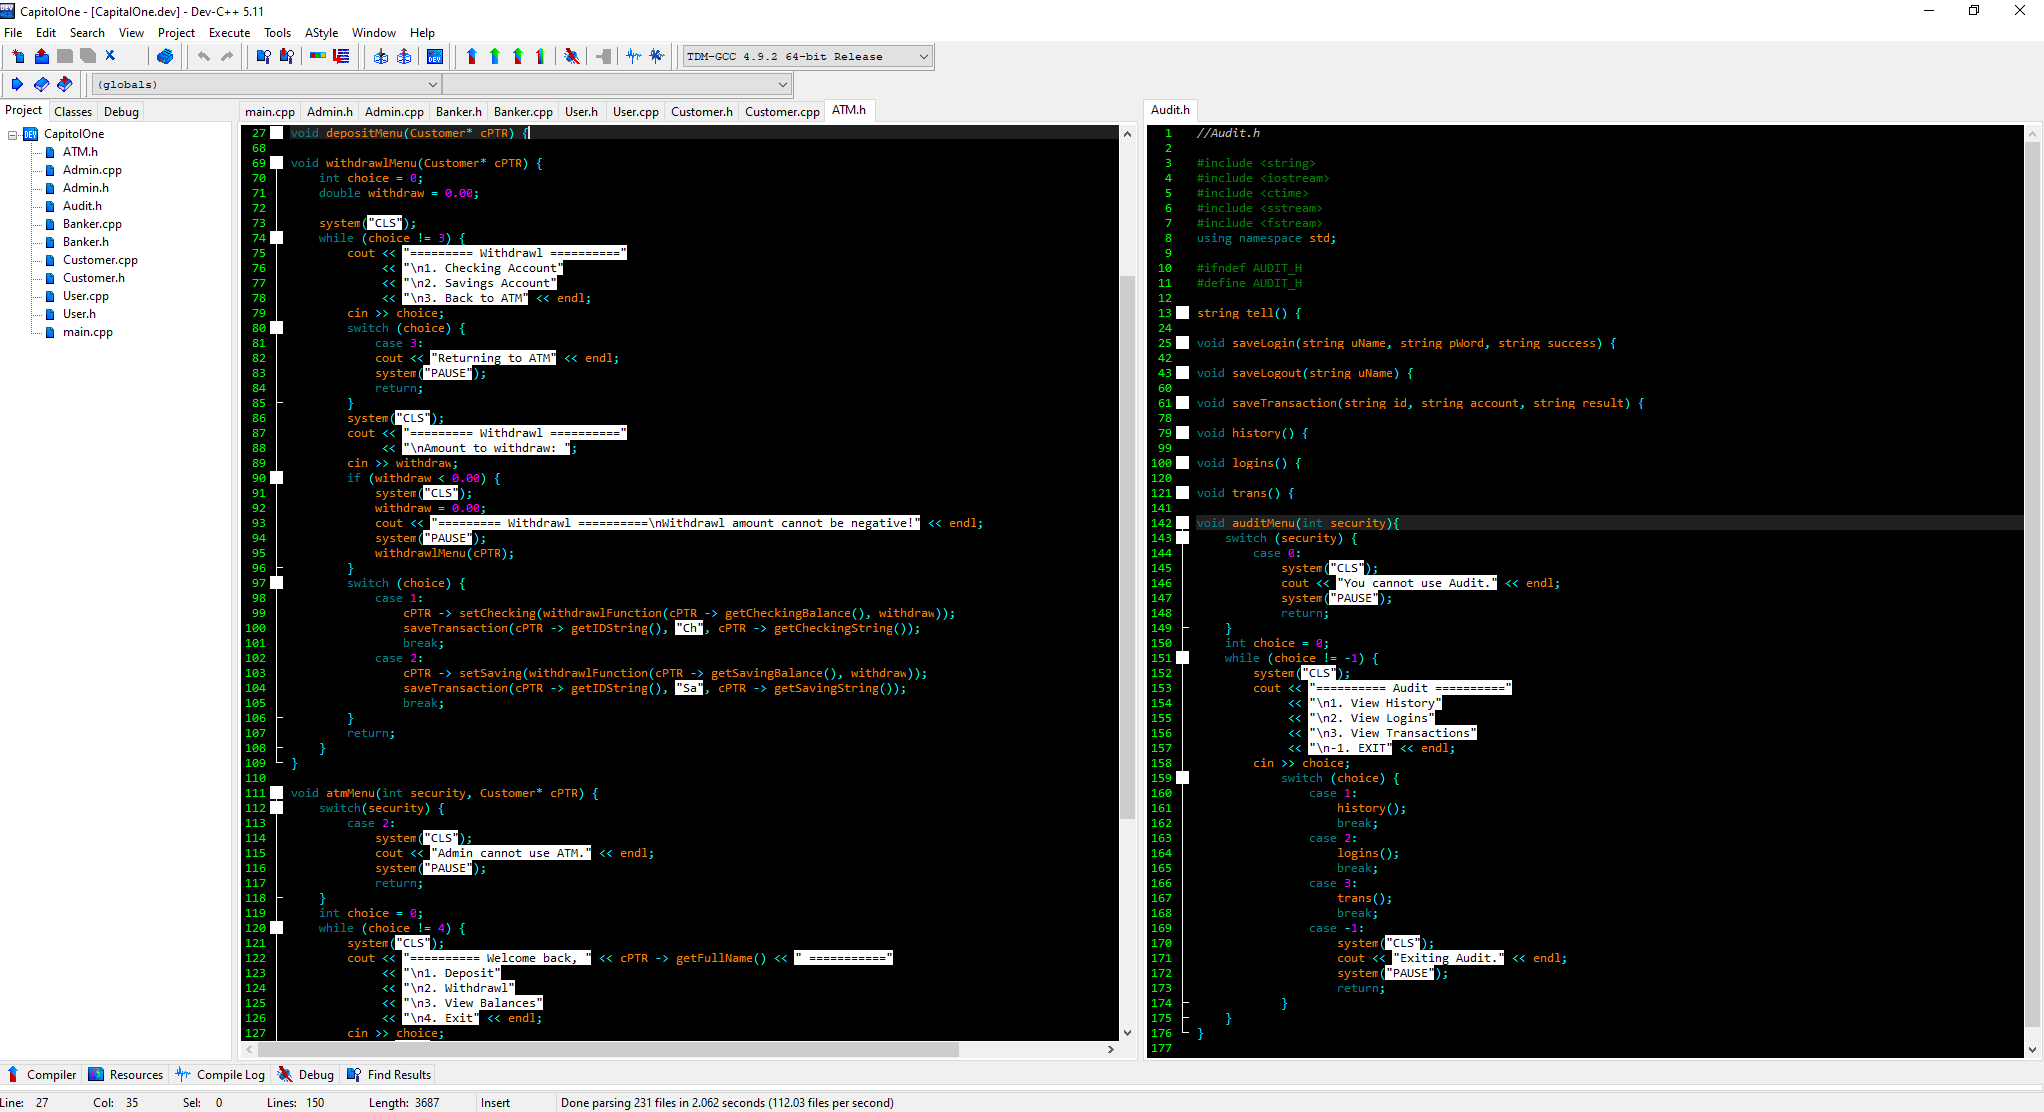 CapitolOne - [CapitalOne.dev] - Dev-C++ 5.11
File Edit Search View Project Execute Tools AStyle Window Help
TDM-GCC 4.9.2 64-bit Release
(globals)
Project Classes Debug
CapitolOne
ATM.h
Admin.cpp
Admin.h
Audit.h
Banker.cpp
Banker.h
Customer.cpp
Customer.h
User.cpp
User.h
main.cpp
main.cpp Admin.h Admin.cpp Banker.h Banker.cpp User.h User.cpp Customer.h Customer.cpp ATM.h
27 void depositMenu(Customer* cPTR) {
68
69 void withdrawlMenu(Customer* cPTR) {
70 int choice = 0;
71 double withdraw = 0.00;
72
73 system("CLS");
74 while (choice != 3) {
75 cout << "========= Withdrawl =========="
76 << "\n1. Checking Account"
77 << "\n2. Savings Account"
78 << "\n3. Back to ATM" << endl;
79 cin >> choice;
80 switch (choice) {
81 case 3:
82 cout << "Returning to ATM" << endl;
83 system("PAUSE");
84 return;
85 }
86 system("CLS");
87 cout << "========= Withdrawl =========="
88 << "\nAmount to withdraw: ";
89 cin >> withdraw;
90 if (withdraw < 0.00) {
91 system("CLS");
92 withdraw = 0.00;
93 cout << "========= Withdrawl ==========\nWithdrawl amount cannot be negative!" << endl;
94 system("PAUSE");
95 withdrawlMenu(cPTR);
96 }
97 switch (choice) {
98 case 1:
99 cPTR -> setChecking(withdrawlFunction(cPTR -> getCheckingBalance(), withdraw));
100 saveTransaction(cPTR -> getIDString(), "Ch", cPTR -> getCheckingString());
101 break;
102 case 2:
103 cPTR -> setSaving(withdrawlFunction(cPTR -> getSavingBalance(), withdraw));
104 saveTransaction(cPTR -> getIDString(), "Sa", cPTR -> getSavingString());
105 break;
106 }
107 return;
108 }
109 }
110
111 void atmMenu(int security, Customer* cPTR) {
112 switch(security) {
113 case 2:
114 system("CLS");
115 cout << "Admin cannot use ATM." << endl;
116 system("PAUSE");
117 return;
118 }
119 int choice = 0;
120 while (choice != 4) {
121 system("CLS");
122 cout << "========== Welcome back, " << cPTR -> getFullName() << " ==========="
123 << "\n1. Deposit"
124 << "\n2. Withdrawl"
125 << "\n3. View Balances"
126 << "\n4. Exit" << endl;
127 cin >> choice;
Audit.h
1 //Audit.h
2
3 #include <string>
4 #include <iostream>
5 #include <ctime>
6 #include <sstream>
7 #include <fstream>
8 using namespace std;
9
10 #ifndef AUDIT_H
11 #define AUDIT_H
12
13 string tell() {
24
25 void saveLogin(string uName, string pWord, string success) {
42
43 void saveLogout(string uName) {
60
61 void saveTransaction(string id, string account, string result) {
78
79 void history() {
99
100 void logins() {
120
121 void trans() {
141
142 void auditMenu(int security){
143 switch (security) {
144 case 0:
145 system("CLS");
146 cout << "You cannot use Audit." << endl;
147 system("PAUSE");
148 return;
149 }
150 int choice = 0;
151 while (choice != -1) {
152 system("CLS");
153 cout << "========== Audit =========="
154 << "\n1. View History"
155 << "\n2. View Logins"
156 << "\n3. View Transactions"
157 << "\n-1. EXIT" << endl;
158 cin >> choice;
159 switch (choice) {
160 case 1:
161 history();
162 break;
163 case 2:
164 logins();
165 break;
166 case 3:
167 trans();
168 break;
169 case -1:
170 system("CLS");
171 cout << "Exiting Audit." << endl;
172 system("PAUSE");
173 return;
174 }
175 }
176 }
177
Compiler Resources Compile Log Debug Find Results
Line: 27 Col: 35 Sel: 0 Lines: 150 Length: 3687 Insert Done parsing 231 files in 2.062 seconds (112.03 files per second)